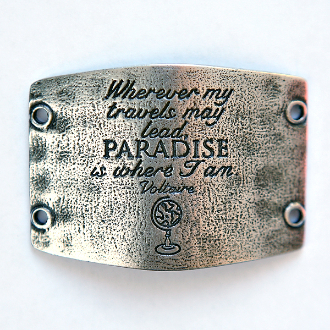 Wherever my
travels may
lead,
PARADISE
is where I am
Voltaire